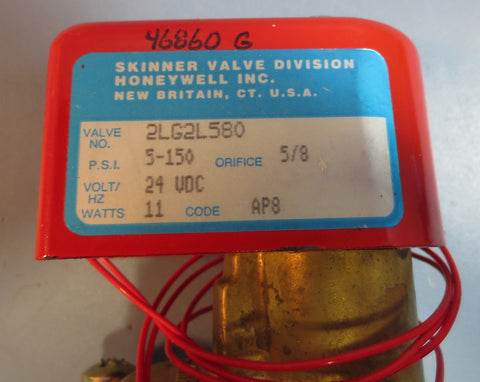 46860 G
SKINNER VALVE DIVISION
HONEYWELL INC.
NEW BRITAIN, CT. U.S.A.
VALVE NO. 2LG2L580
P.S.I. 5-150 ORIFICE 5/8
VOLT/HZ 24 VDC
WATTS 11 CODE AP8